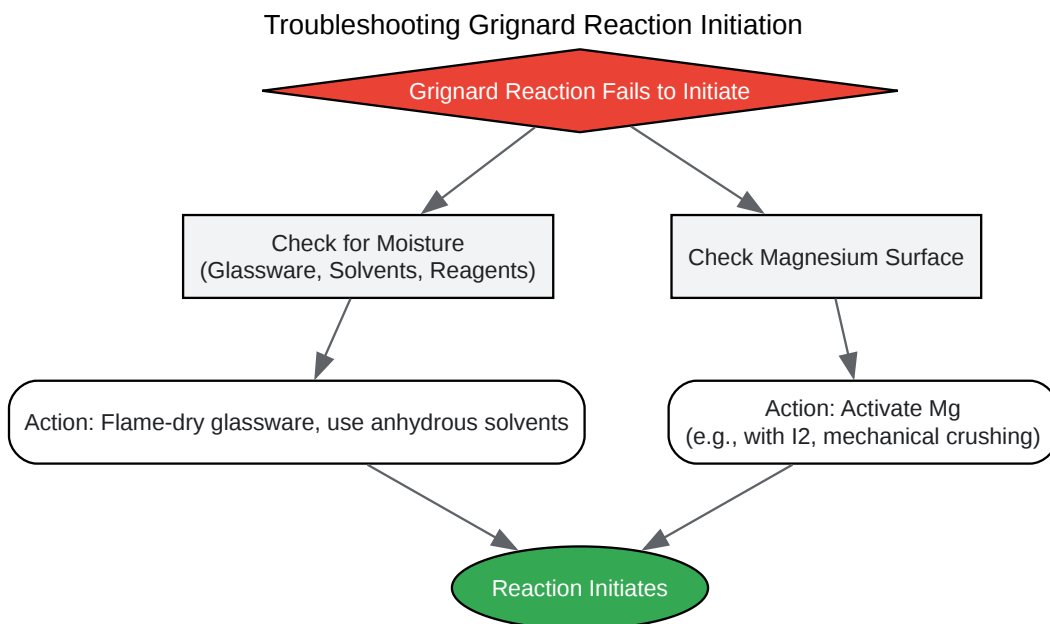 Troubleshooting Grignard Reaction Initiation
Grignard Reaction Fails to Initiate
Check for Moisture
(Glassware, Solvents, Reagents)
Check Magnesium Surface
Action: Flame-dry glassware, use anhydrous solvents
Action: Activate Mg
(e.g., with I2, mechanical crushing)
Reaction Initiates